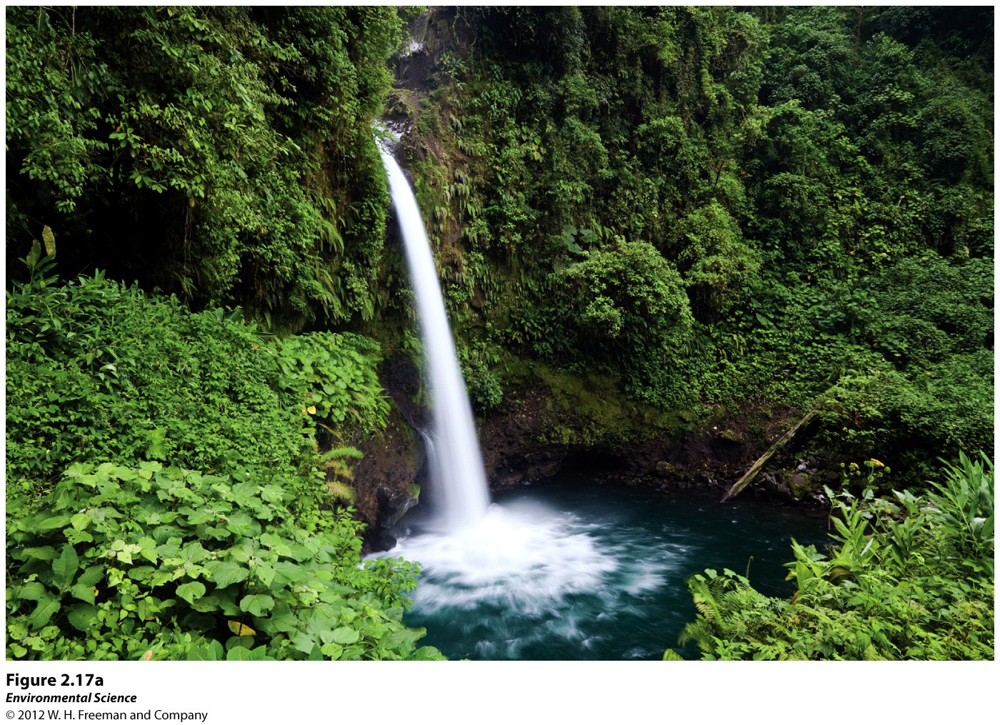 Figure 2.17a
Environmental Science
© 2012 W. H. Freeman and Company